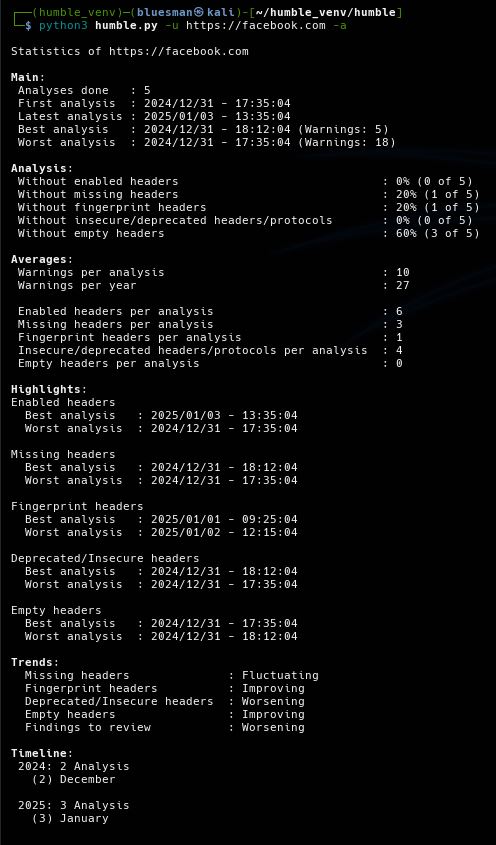 ┌──(humble_venv)─(bluesman㉿kali)-[~/humble_venv/humble]
└─$ python3 humble.py -u https://facebook.com -a
Statistics of https://facebook.com
Main:
Analyses done   : 5
First analysis  : 2024/12/31 - 17:35:04
Latest analysis : 2025/01/03 - 13:35:04
Best analysis   : 2024/12/31 - 18:12:04 (Warnings: 5)
Worst analysis  : 2024/12/31 - 17:35:04 (Warnings: 18)
Analysis:
Without enabled headers                             : 0% (0 of 5)
Without missing headers                             : 20% (1 of 5)
Without fingerprint headers                         : 20% (1 of 5)
Without insecure/deprecated headers/protocols       : 0% (0 of 5)
Without empty headers                               : 60% (3 of 5)
Averages:
Warnings per analysis                               : 10
Warnings per year                                   : 27
Enabled headers per analysis                        : 6
Missing headers per analysis                        : 3
Fingerprint headers per analysis                    : 1
Insecure/deprecated headers/protocols per analysis  : 4
Empty headers per analysis                          : 0
Highlights:
Enabled headers
Best analysis   : 2025/01/03 - 13:35:04
Worst analysis  : 2024/12/31 - 17:35:04
Missing headers
Best analysis   : 2024/12/31 - 18:12:04
Worst analysis  : 2024/12/31 - 17:35:04
Fingerprint headers
Best analysis   : 2025/01/01 - 09:25:04
Worst analysis  : 2025/01/02 - 12:15:04
Deprecated/Insecure headers
Best analysis   : 2024/12/31 - 18:12:04
Worst analysis  : 2024/12/31 - 17:35:04
Empty headers
Best analysis   : 2024/12/31 - 17:35:04
Worst analysis  : 2024/12/31 - 18:12:04
Trends:
Missing headers              : Fluctuating
Fingerprint headers          : Improving
Deprecated/Insecure headers  : Worsening
Empty headers                : Improving
Findings to review           : Worsening
Timeline:
2024: 2 Analysis
(2) December
2025: 3 Analysis
(3) January